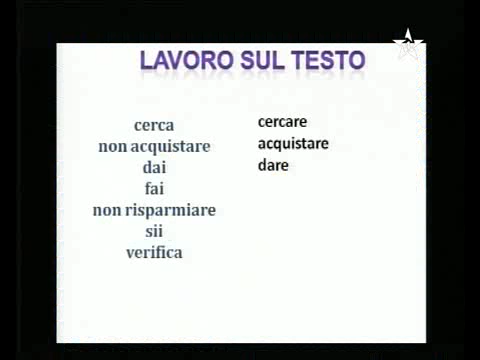 LAVORO SUL TESTO
cerca
non acquistare
dai
fai
non risparmiare
sii
verifica
cercare
acquistare
dare